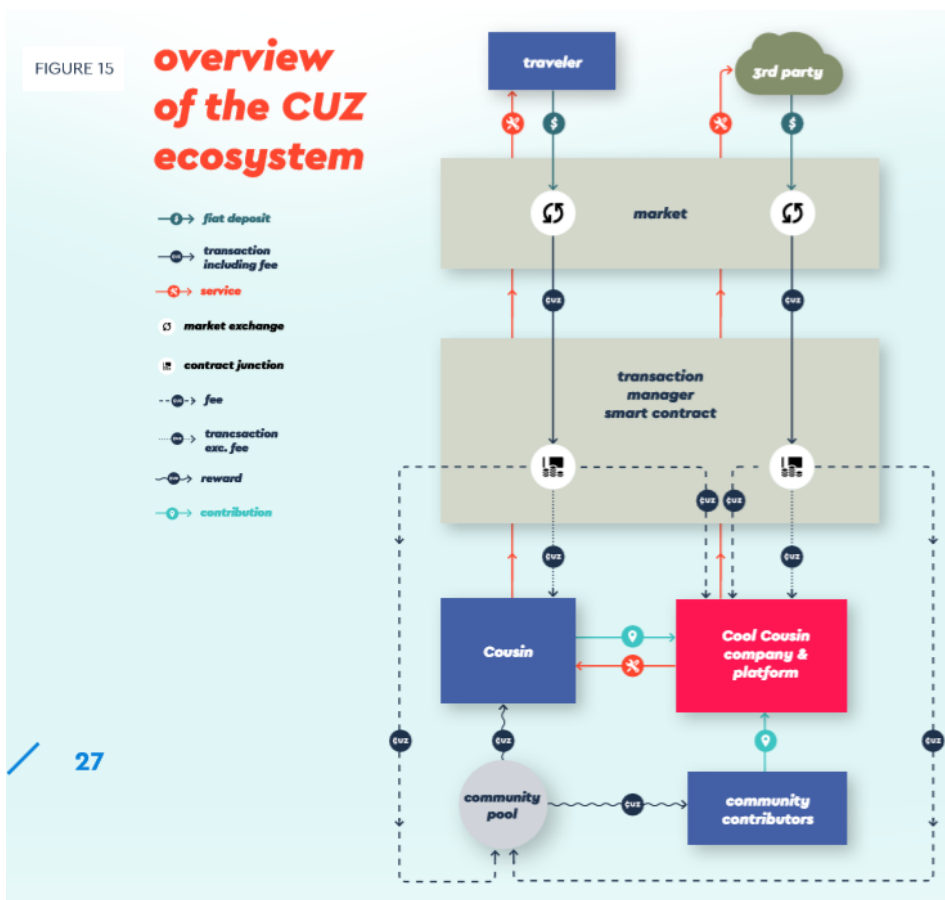 FIGURE 15
overview
of the CUZ
ecosystem
fiat deposit
transaction
including fee
service
market exchange
contract junction
fee
trancsaction
exc. fee
reward
contribution
traveler
3rd party
$
$
market
cuz
cuz
transaction
manager
smart contract
cuz
cuz
cuz
cuz
Cousin
Cool Cousin
company &
platform
cuz
cuz
cuz
community
pool
cuz
community
contributors
27